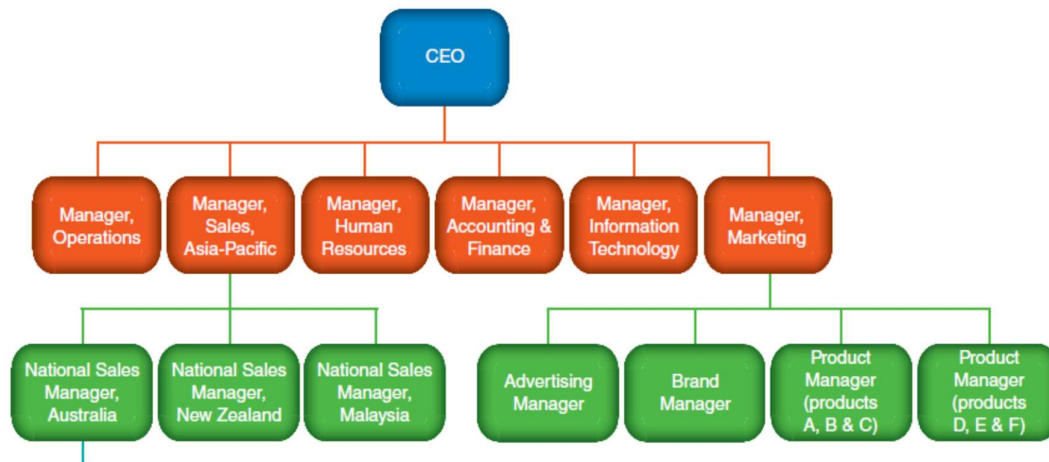 CEO
Manager,
Operations
Manager,
Sales,
Asia-Pacific
Manager,
Human
Resources
Manager,
Accounting &
Finance
Manager,
Information
Technology
Manager,
Marketing
National Sales
Manager,
Australia
National Sales
Manager,
New Zealand
National Sales
Manager,
Malaysia
Advertising
Manager
Brand
Manager
Product
Manager
(products
A, B & C)
Product
Manager
(products
D, E & F)